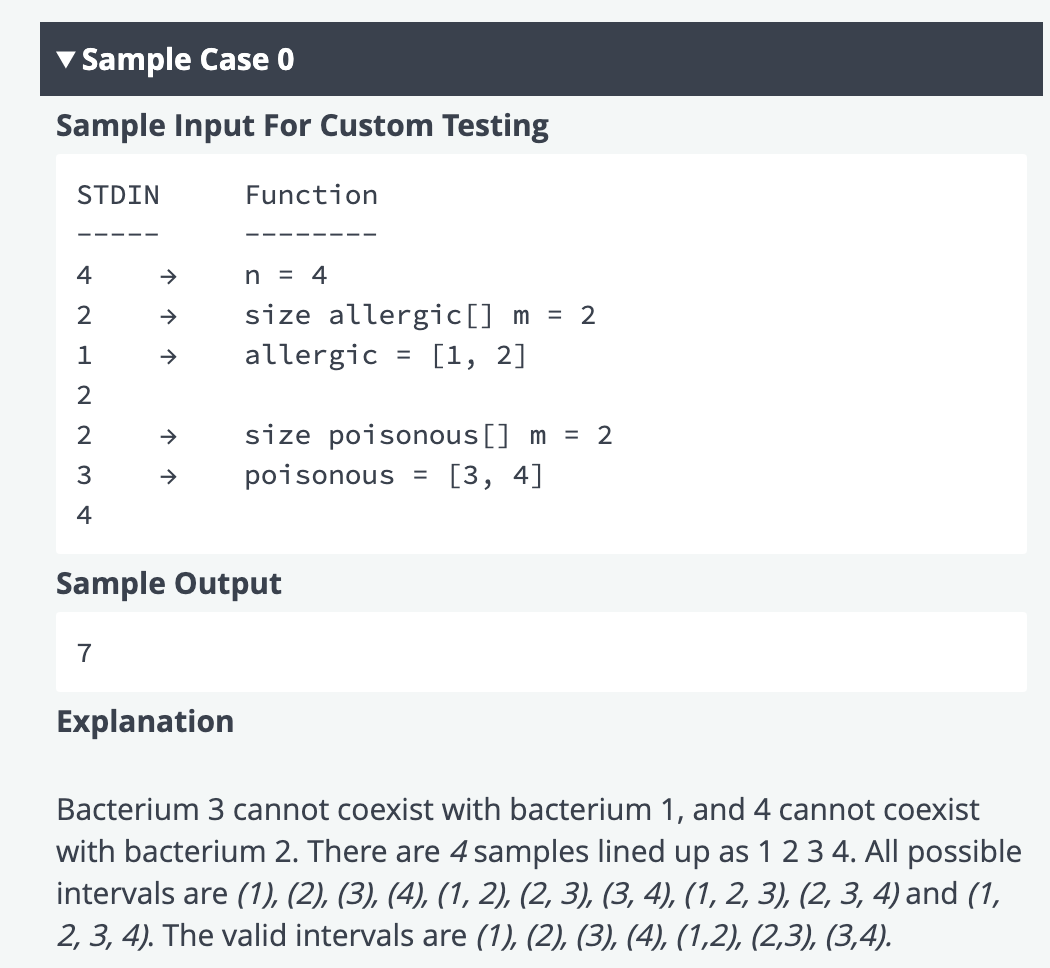 ▼ Sample Case 0
Sample Input For Custom Testing
STDIN Function
----- --------
4 → n = 4
2 → size allergic[] m = 2
1 → allergic = [1, 2]
2
2 → size poisonous[] m = 2
3 → poisonous = [3, 4]
4
Sample Output
7
Explanation
Bacterium 3 cannot coexist with bacterium 1, and 4 cannot coexist
with bacterium 2. There are 4 samples lined up as 1 2 3 4. All possible
intervals are (1), (2), (3), (4), (1, 2), (2, 3), (3, 4), (1, 2, 3), (2, 3, 4) and (1,
2, 3, 4). The valid intervals are (1), (2), (3), (4), (1,2), (2,3), (3,4).